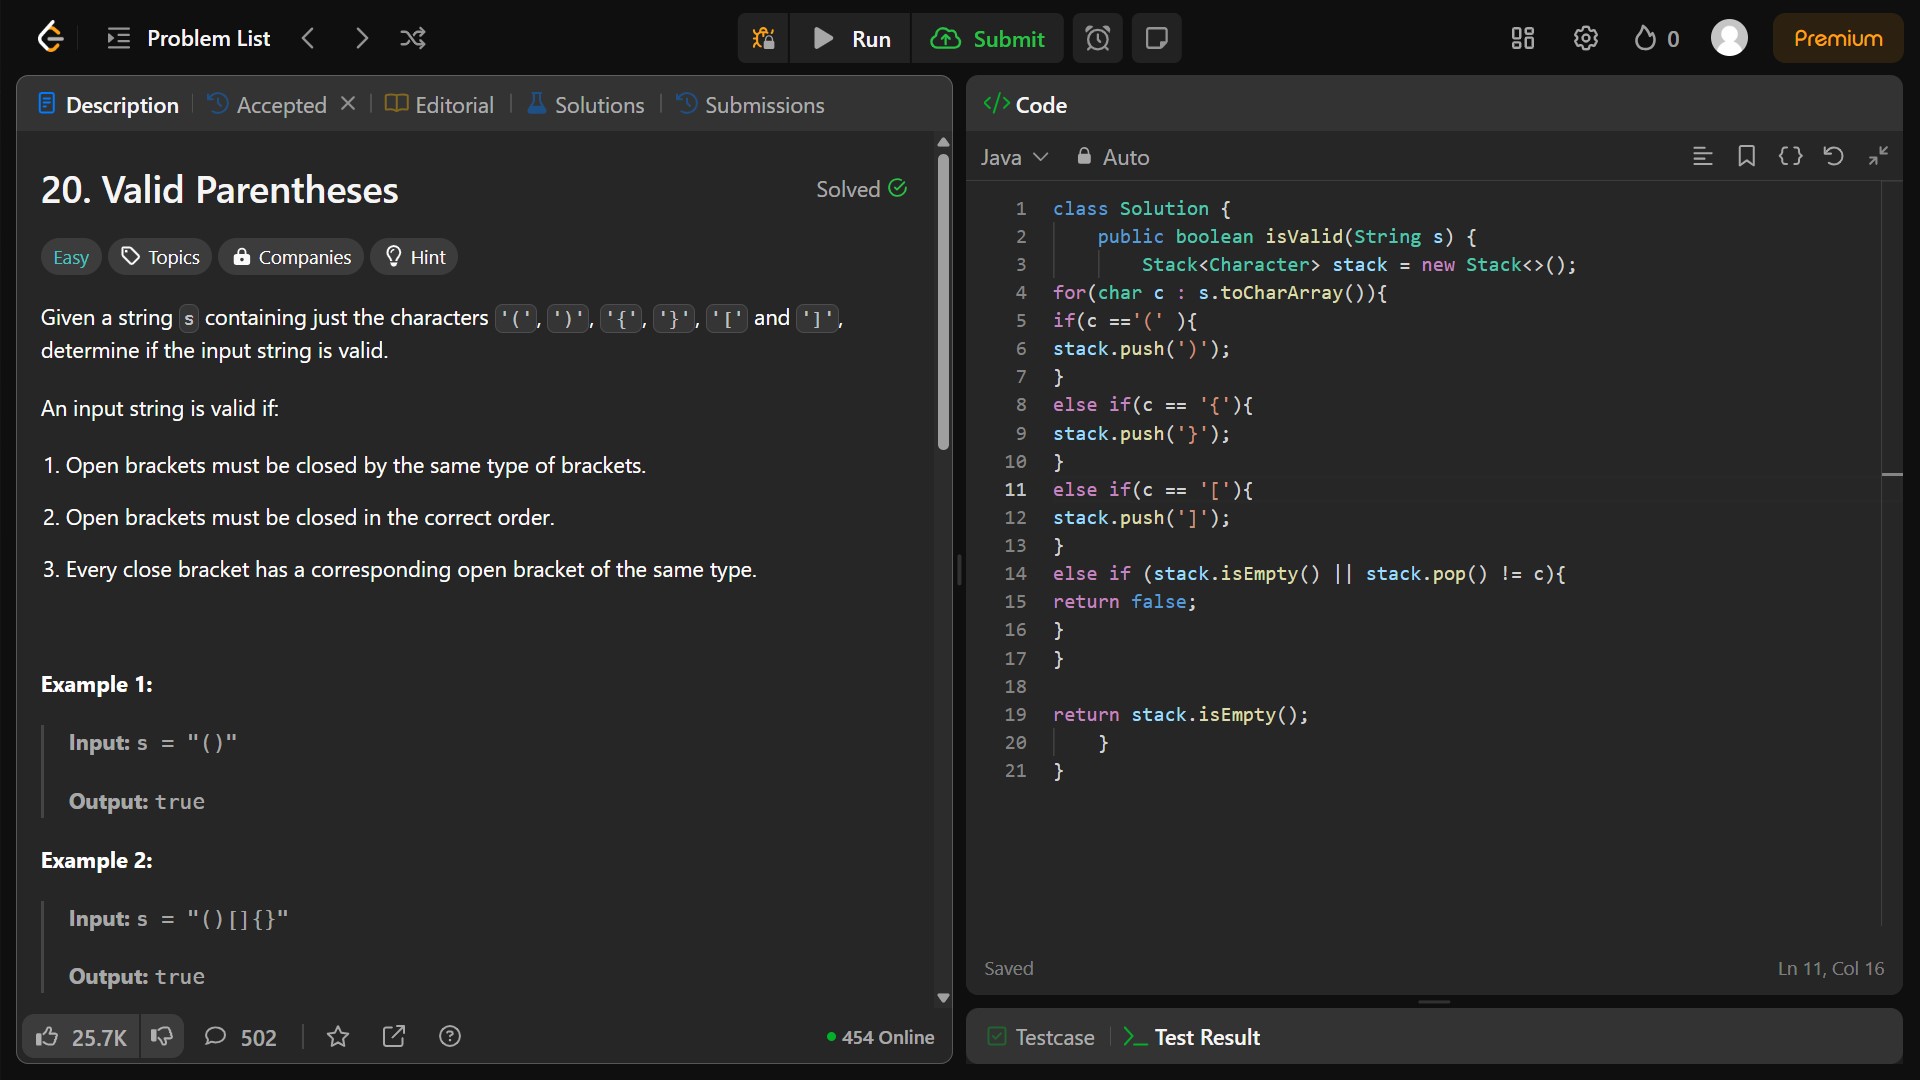 Problem List
Run
Submit
0
Premium
Description
Accepted
Editorial
Solutions
Submissions
20. Valid Parentheses
Solved
Easy
Topics
Companies
Hint
Given a string s containing just the characters '(', ')', '{', '}', '[' and ']',
determine if the input string is valid.
An input string is valid if:
1. Open brackets must be closed by the same type of brackets.
2. Open brackets must be closed in the correct order.
3. Every close bracket has a corresponding open bracket of the same type.
Example 1:
Input: s = "()"
Output: true
Example 2:
Input: s = "()[]{}"
Output: true
25.7K
502
454 Online
</> Code
Java
Auto
1 class Solution {
2     public boolean isValid(String s) {
3         Stack<Character> stack = new Stack<>();
4 for(char c : s.toCharArray()){
5 if(c =='(' ){
6 stack.push(')');
7 }
8 else if(c == '{'){
9 stack.push('}');
10 }
11 else if(c == '['){
12 stack.push(']');
13 }
14 else if (stack.isEmpty() || stack.pop() != c){
15 return false;
16 }
17 }
18
19 return stack.isEmpty();
20     }
21 }
Saved
Ln 11, Col 16
Testcase
Test Result